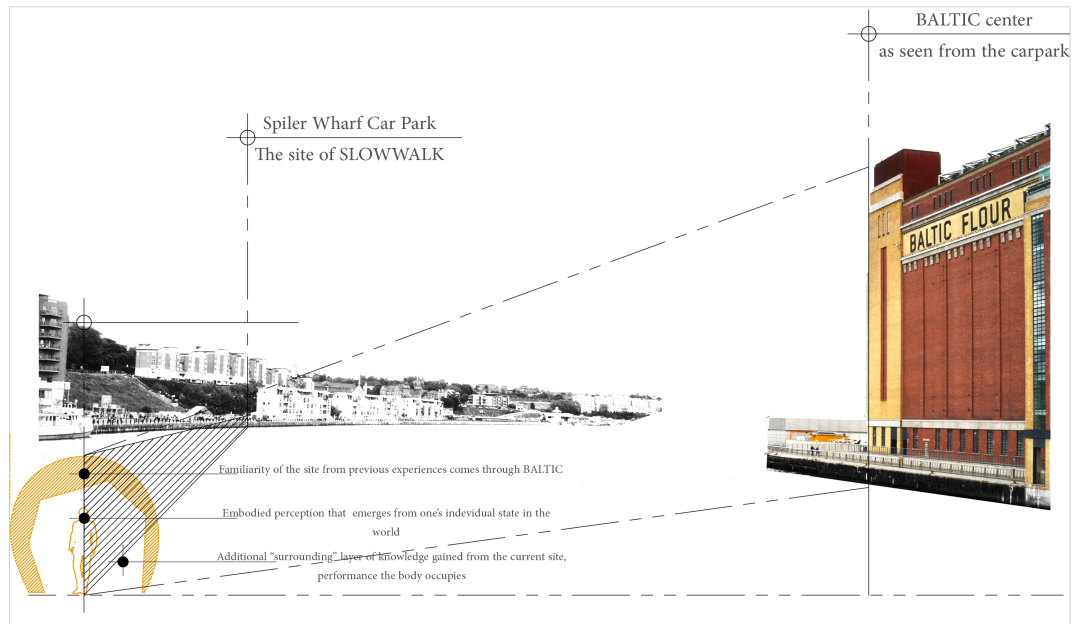 BALTIC center
as seen from the carpark
Spiler Wharf Car Park
The site of SLOWWALK
BALTIC FLOUR
Familiarity of the site from previous experiences comes through BALTIC
Embodied perception that emerges from one's indevidual state in the
world
Additional "surrounding" layer of knowledge gained from the current site,
performance the body occupies